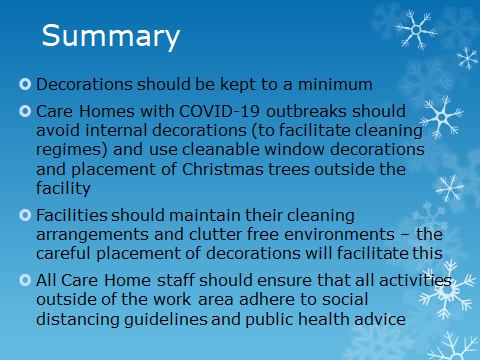 Summary
Decorations should be kept to a minimum
Care Homes with COVID-19 outbreaks should
avoid internal decorations (to facilitate cleaning
regimes) and use cleanable window decorations
and placement of Christmas trees outside the
facility
Facilities should maintain their cleaning
arrangements and clutter free environments – the
careful placement of decorations will facilitate this
All Care Home staff should ensure that all activities
outside of the work area adhere to social
distancing guidelines and public health advice